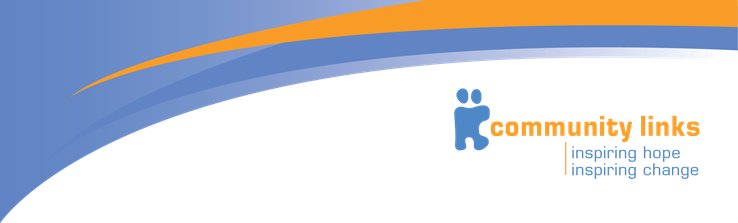 community links
inspiring hope
inspiring change